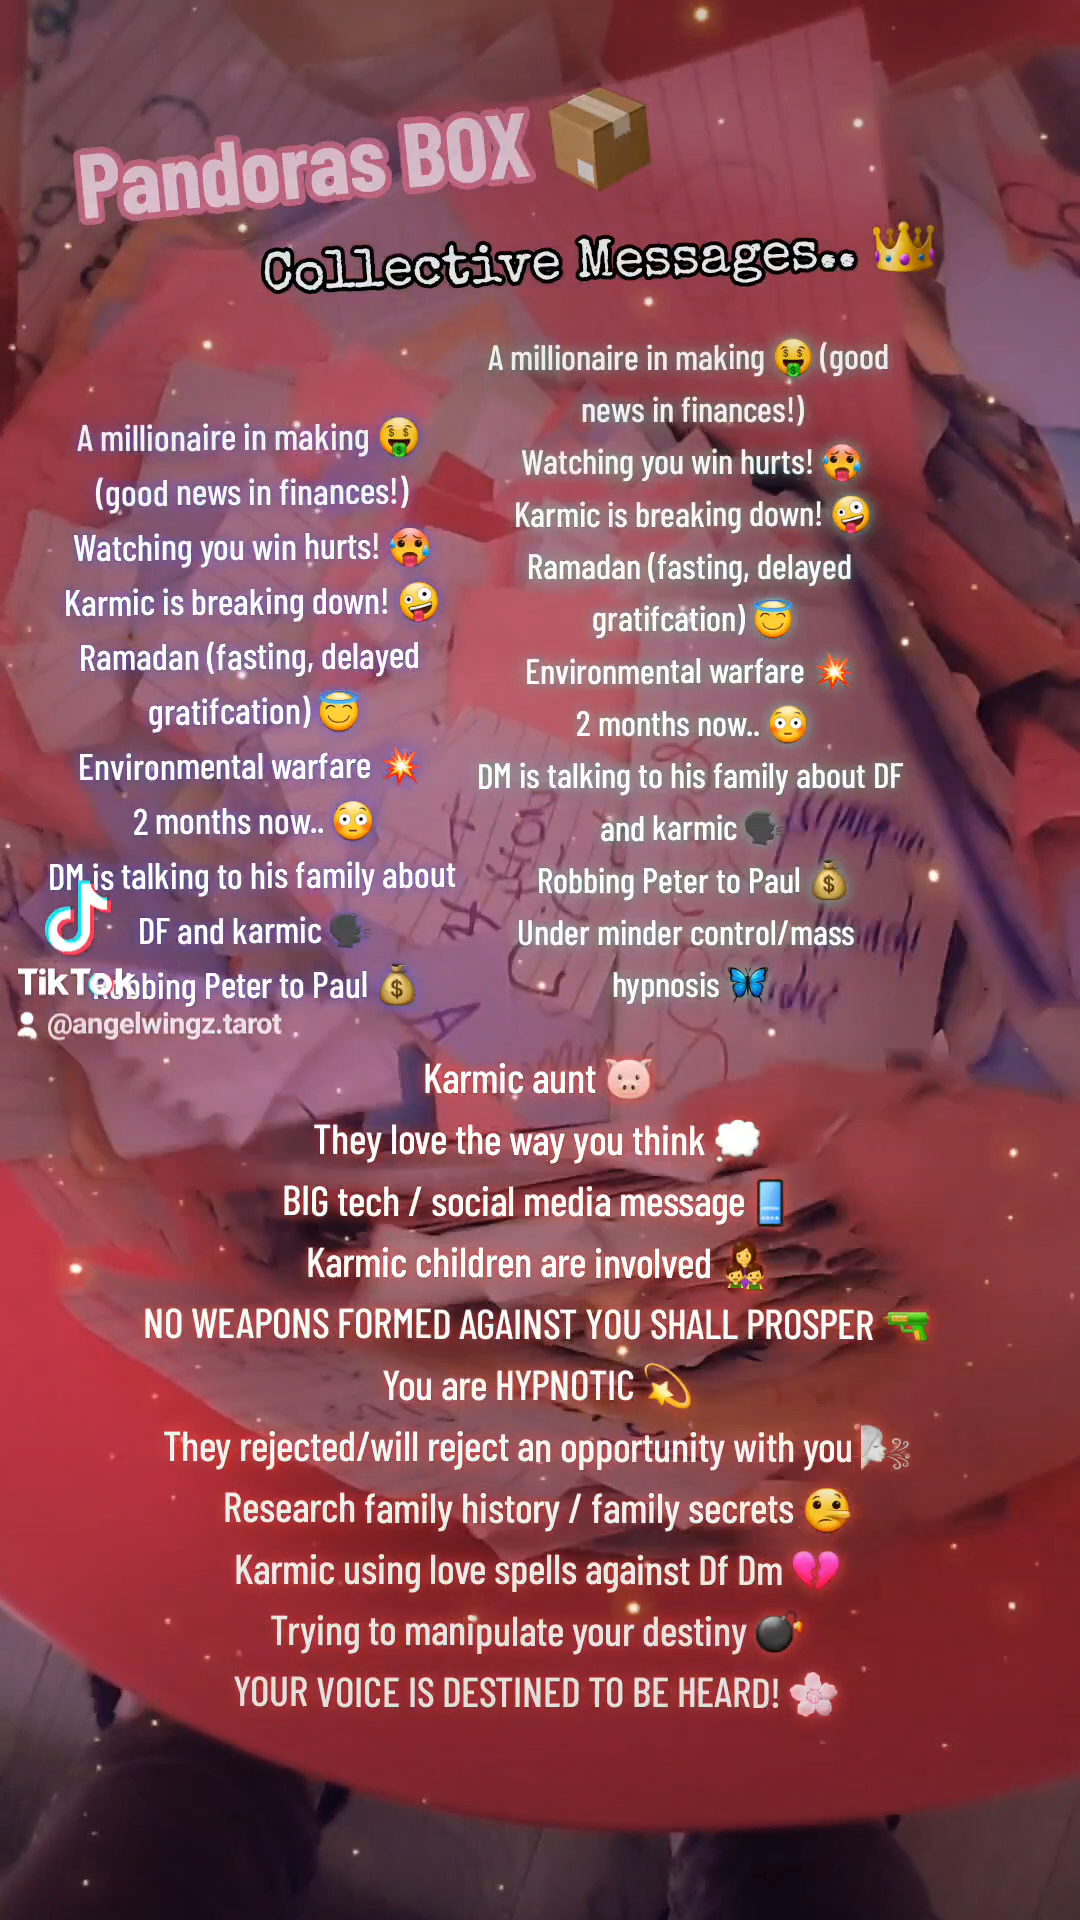 Pandoras BOX 📦
Collective Messages.. 👑
A millionaire in making 🤑
(good news in finances!)
Watching you win hurts! 🥵
Karmic is breaking down! 🤪
Ramadan (fasting, delayed
gratifcation) 😇
Environmental warfare 💥
2 months now.. 😳
DM is talking to his family about
DF and karmic 🗣
Robbing Peter to Paul 💰
A millionaire in making 🤑 (good
news in finances!)
Watching you win hurts! 🥵
Karmic is breaking down! 🤪
Ramadan (fasting, delayed
gratifcation) 😇
Environmental warfare 💥
2 months now.. 😳
DM is talking to his family about DF
and karmic 🗣
Robbing Peter to Paul 💰
Under minder control/mass
hypnosis 🦋
TikTok
@angelwingz.tarot
Karmic aunt 🐷
They love the way you think 💭
BIG tech / social media message 📱
Karmic children are involved 👩‍👧‍👦
NO WEAPONS FORMED AGAINST YOU SHALL PROSPER 🔫
You are HYPNOTIC 💫
They rejected/will reject an opportunity with you 🌬
Research family history / family secrets 🤥
Karmic using love spells against Df Dm 💔
Trying to manipulate your destiny 💣
YOUR VOICE IS DESTINED TO BE HEARD! 🌸